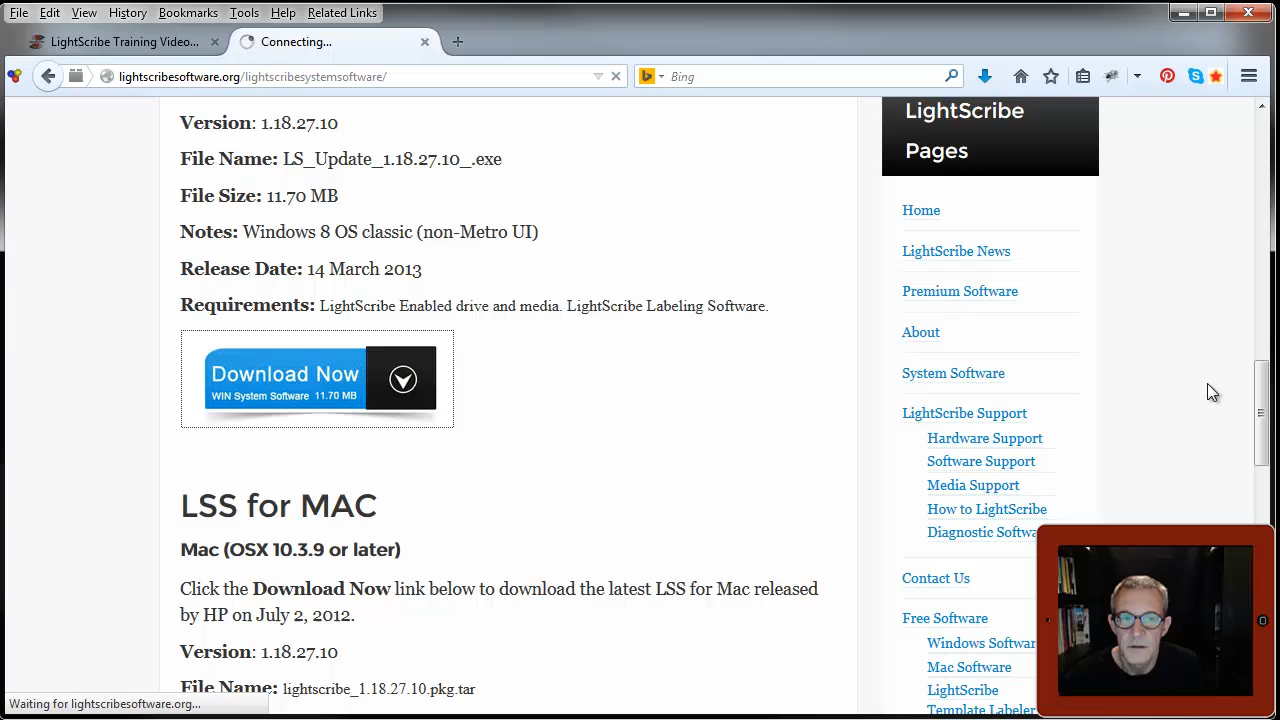 File Edit View History Bookmarks Tools Help Related Links
LightScribe Training Video...
Connecting...
lightscribesoftware.org/lightscribesystemsoftware/
Bing
Version: 1.18.27.10
File Name: LS_Update_1.18.27.10_.exe
File Size: 11.70 MB
Notes: Windows 8 OS classic (non-Metro UI)
Release Date: 14 March 2013
Requirements: LightScribe Enabled drive and media. LightScribe Labeling Software.
Download Now
WIN System Software 11.70 MB
LSS for MAC
Mac (OSX 10.3.9 or later)
Click the Download Now link below to download the latest LSS for Mac released
by HP on July 2, 2012.
Version: 1.18.27.10
File Name: lightscribe_1.18.27.10.pkg.tar
LightScribe
Pages
Home
LightScribe News
Premium Software
About
System Software
LightScribe Support
Hardware Support
Software Support
Media Support
How to LightScribe
Diagnostic Softwa
Contact Us
Free Software
Windows Softwar
Mac Software
LightScribe
Template Labeler
Waiting for lightscribesoftware.org...